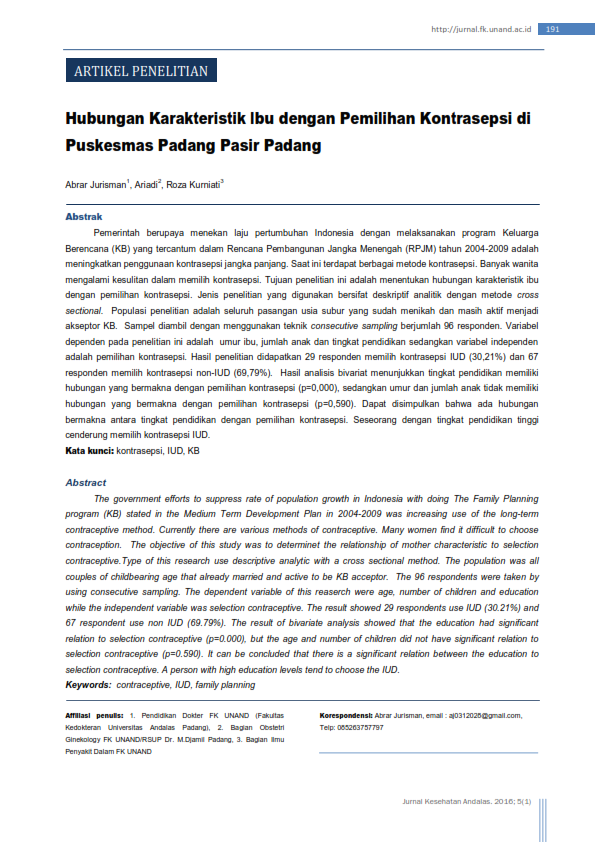 http://jurnal.fk.unand.ac.id 191
ARTIKEL PENELITIAN
Hubungan Karakteristik Ibu dengan Pemilihan Kontrasepsi di
Puskesmas Padang Pasir Padang
Abrar Jurisman1, Ariadi2, Roza Kurniati3
Abstrak
Pemerintah berupaya menekan laju pertumbuhan Indonesia dengan melaksanakan program Keluarga
Berencana (KB) yang tercantum dalam Rencana Pembangunan Jangka Menengah (RPJM) tahun 2004-2009 adalah
meningkatkan penggunaan kontrasepsi jangka panjang. Saat ini terdapat berbagai metode kontrasepsi. Banyak wanita
mengalami kesulitan dalam memilih kontrasepsi. Tujuan penelitian ini adalah menentukan hubungan karakteristik ibu
dengan pemilihan kontrasepsi. Jenis penelitian yang digunakan bersifat deskriptif analitik dengan metode cross
sectional. Populasi penelitian adalah seluruh pasangan usia subur yang sudah menikah dan masih aktif menjadi
akseptor KB. Sampel diambil dengan menggunakan teknik consecutive sampling berjumlah 96 responden. Variabel
dependen pada penelitian ini adalah umur ibu, jumlah anak dan tingkat pendidikan sedangkan variabel independen
adalah pemilihan kontrasepsi. Hasil penelitian didapatkan 29 responden memilih kontrasepsi IUD (30,21%) dan 67
responden memilih kontrasepsi non-IUD (69,79%). Hasil analisis bivariat menunjukkan tingkat pendidikan memiliki
hubungan yang bermakna dengan pemilihan kontrasepsi (p=0,000), sedangkan umur dan jumlah anak tidak memiliki
hubungan yang bermakna dengan pemilihan kontrasepsi (p=0,590). Dapat disimpulkan bahwa ada hubungan
bermakna antara tingkat pendidikan dengan pemilihan kontrasepsi. Seseorang dengan tingkat pendidikan tinggi
cenderung memilih kontrasepsi IUD.
Kata kunci: kontrasepsi, IUD, KB
Abstract
The government efforts to suppress rate of population growth in Indonesia with doing The Family Planning
program (KB) stated in the Medium Term Development Plan in 2004-2009 was increasing use of the long-term
contraceptive method. Currently there are various methods of contraceptive. Many women find it difficult to choose
contraception. The objective of this study was to determinet the relationship of mother characteristic to selection
contraceptive.Type of this research use descriptive analytic with a cross sectional method. The population was all
couples of childbearing age that already married and active to be KB acceptor. The 96 respondents were taken by
using consecutive sampling. The dependent variable of this reaserch were age, number of children and education
while the independent variable was selection contraceptive. The result showed 29 respondents use IUD (30.21%) and
67 respondent use non IUD (69.79%). The result of bivariate analysis showed that the education had significant
relation to selection contraceptive (p=0.000), but the age and number of children did not have significant relation to
selection contraceptive (p=0.590). It can be concluded that there is a significant relation between the education to
selection contraceptive. A person with high education levels tend to choose the IUD.
Keywords: contraceptive, IUD, family planning
Affiliasi penulis: 1. Pendidikan Dokter FK UNAND (Fakultas
Kedokteran Universitas Andalas Padang), 2. Bagian Obstetri
Ginekology FK UNAND/RSUP Dr. M.Djamil Padang, 3. Bagian Ilmu
Penyakit Dalam FK UNAND
Korespondensi: Abrar Jurisman, email : aj0312025@gmail.com,
Telp: 085263757797
Jurnal Kesehatan Andalas. 2016; 5(1)